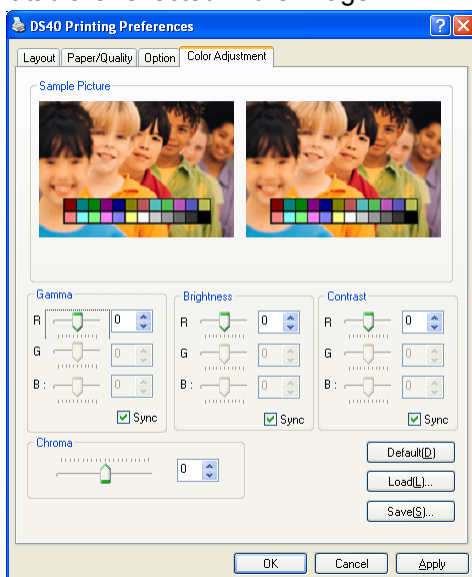 DS40 Printing Preferences
Layout Paper/Quality Option Color Adjustment
Sample Picture
Gamma
R 0
G 0
B : 0
Sync
Brightness
R 0
G 0
B : 0
Sync
Contrast
R 0
G 0
B : 0
Sync
Chroma
0
Default(D)
Load(L)...
Save(S)...
OK Cancel Apply